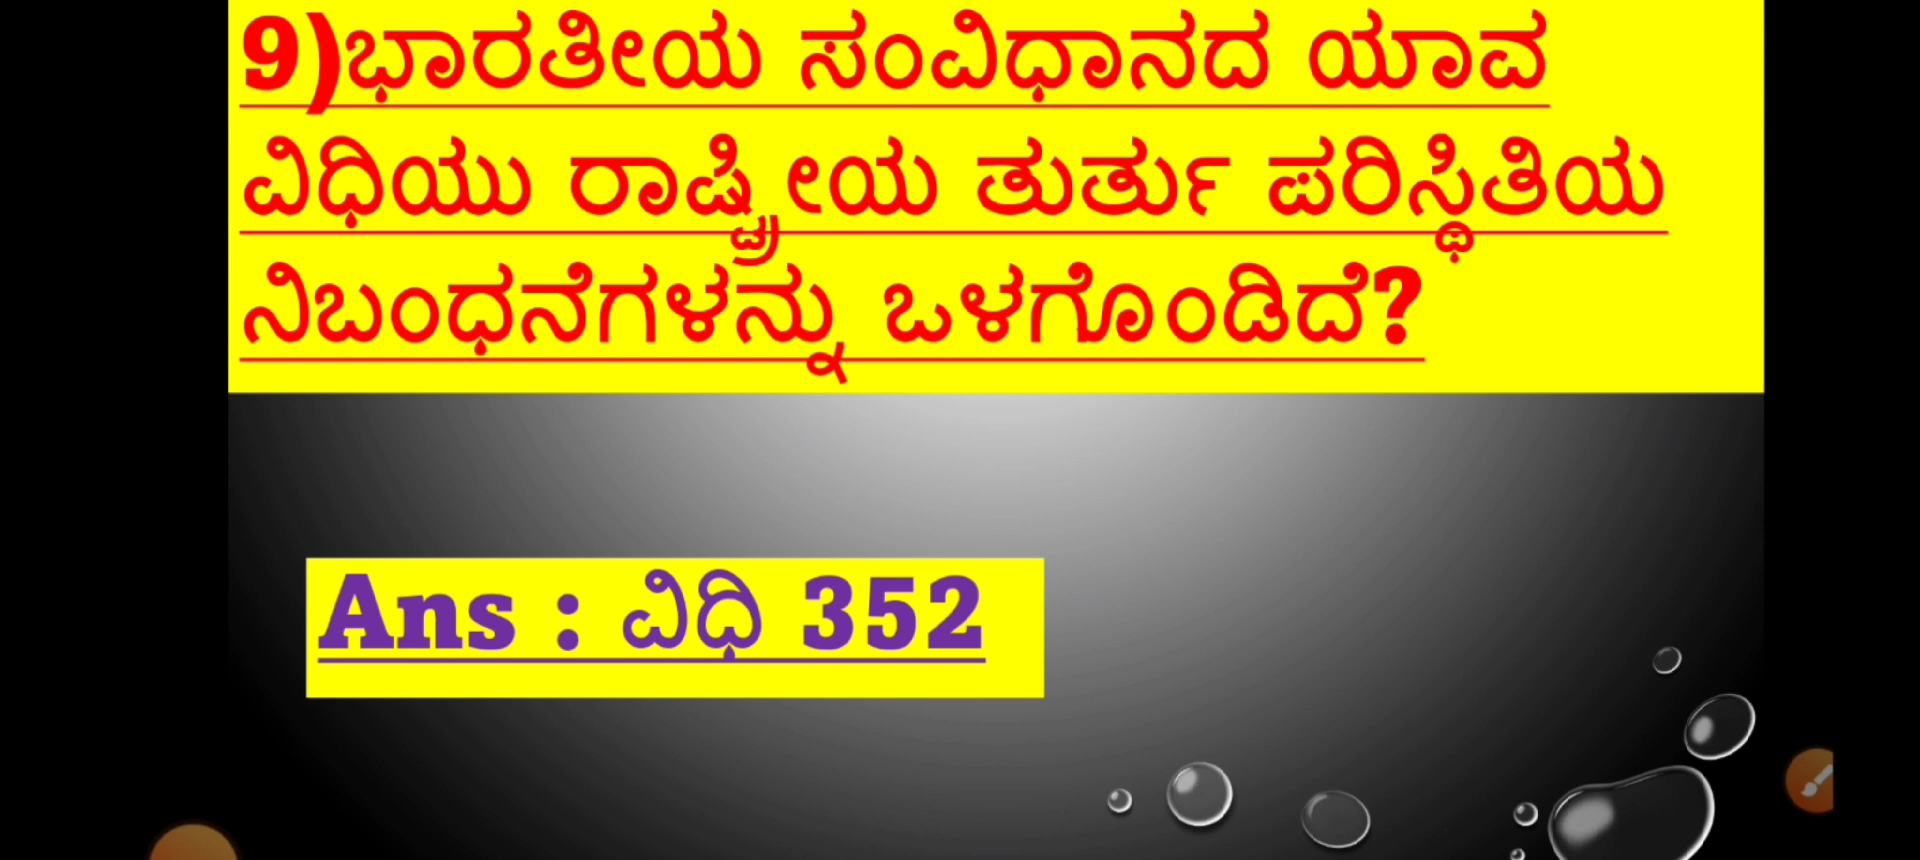 9)ಭಾರತೀಯ ಸಂವಿಧಾನದ ಯಾವ
ವಿಧಿಯು ರಾಷ್ಟ್ರೀಯ ತುರ್ತು ಪರಿಸ್ಥಿತಿಯ
ನಿಬಂಧನೆಗಳನ್ನು ಒಳಗೊಂಡಿದೆ?
Ans : ವಿಧಿ 352